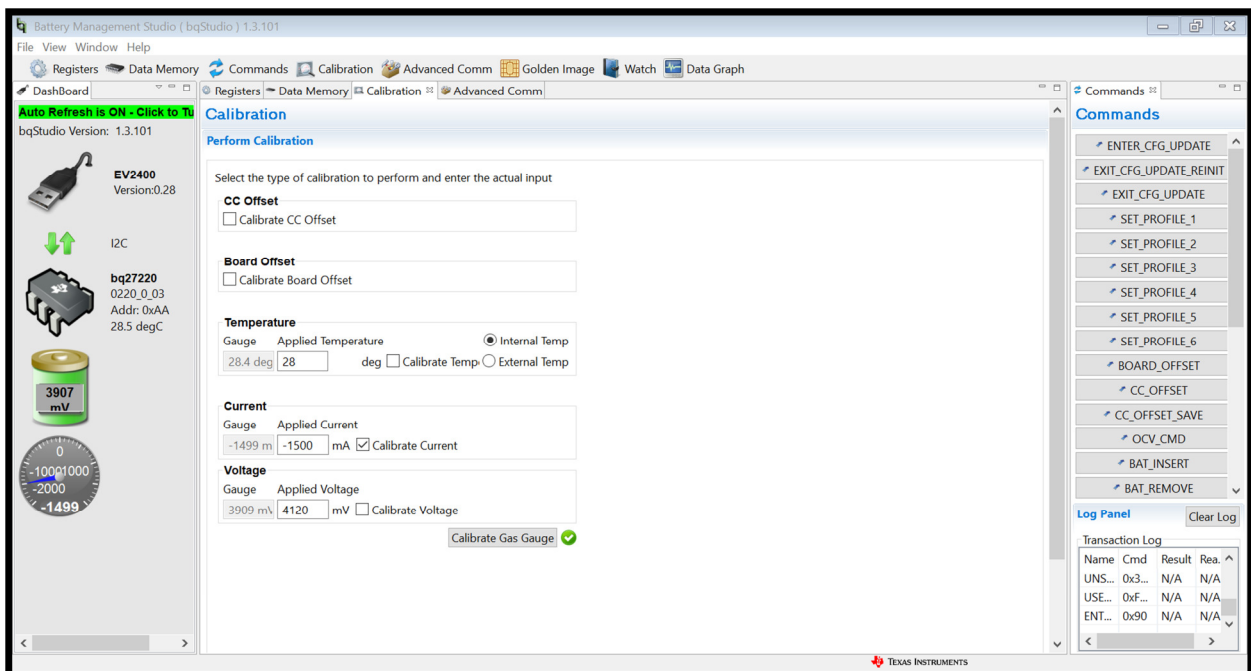 Battery Management Studio ( bqStudio ) 1.3.101
File View Window Help
Registers Data Memory Commands Calibration Advanced Comm Golden Image Watch Data Graph
DashBoard
Auto Refresh is ON - Click to Tu
bqStudio Version: 1.3.101
EV2400
Version:0.28
I2C
bq27220
0220_0_03
Addr: 0xAA
28.5 degC
3907
mV
0
-1000 1000
-2000
-1499
Registers Data Memory Calibration Advanced Comm
Calibration
Perform Calibration
Select the type of calibration to perform and enter the actual input
CC Offset
Calibrate CC Offset
Board Offset
Calibrate Board Offset
Temperature
Gauge Applied Temperature Internal Temp
28.4 deg 28 deg Calibrate Temp External Temp
Current
Gauge Applied Current
-1499 m -1500 mA Calibrate Current
Voltage
Gauge Applied Voltage
3909 mV 4120 mV Calibrate Voltage
Calibrate Gas Gauge
Commands
Commands
ENTER_CFG_UPDATE
EXIT_CFG_UPDATE_REINIT
EXIT_CFG_UPDATE
SET_PROFILE_1
SET_PROFILE_2
SET_PROFILE_3
SET_PROFILE_4
SET_PROFILE_5
SET_PROFILE_6
BOARD_OFFSET
CC_OFFSET
CC_OFFSET_SAVE
OCV_CMD
BAT_INSERT
BAT_REMOVE
Log Panel Clear Log
Transaction Log
Name Cmd Result Rea.
UNS... 0x3... N/A N/A
USE... 0xF... N/A N/A
ENT... 0x90 N/A N/A
TEXAS INSTRUMENTS